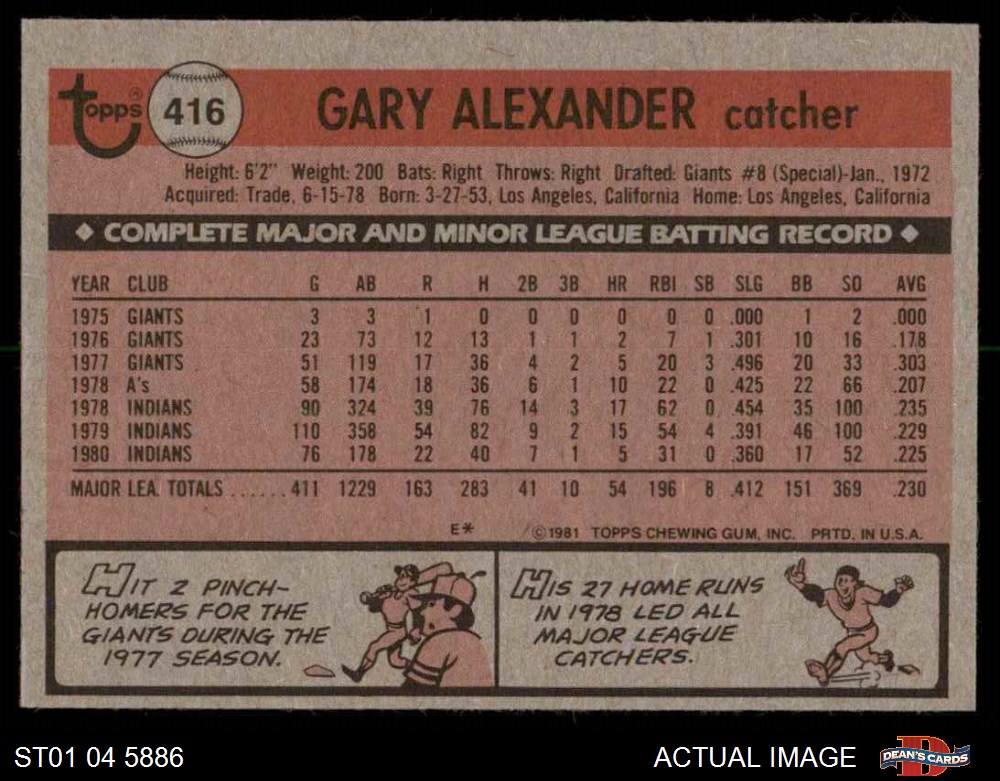 topps® 416 GARY ALEXANDER catcher
Height: 6'2" Weight: 200 Bats: Right Throws: Right Drafted: Giants #8 (Special)-Jan., 1972
Acquired: Trade, 6-15-78 Born: 3-27-53, Los Angeles, California Home: Los Angeles, California
◆ COMPLETE MAJOR AND MINOR LEAGUE BATTING RECORD ◆
YEAR CLUB G AB R H 2B 3B HR RBI SB SLG BB SO AVG
1975 GIANTS 3 3 1 0 0 0 0 0 0 .000 1 2 .000
1976 GIANTS 23 73 12 13 1 1 2 7 1 .301 10 16 .178
1977 GIANTS 51 119 17 36 4 2 5 20 3 .496 20 33 .303
1978 A's 58 174 18 36 6 1 10 22 0 .425 22 66 .207
1978 INDIANS 90 324 39 76 14 3 17 62 0 .454 35 100 .235
1979 INDIANS 110 358 54 82 9 2 15 54 4 .391 46 100 .229
1980 INDIANS 76 178 22 40 7 1 5 31 0 .360 17 52 .225
MAJOR LEA. TOTALS ...... 411 1229 163 283 41 10 54 196 8 .412 151 369 .230
E* ©1981 TOPPS CHEWING GUM, INC. PRTD. IN U.S.A.
HIT 2 PINCH-
HOMERS FOR THE
GIANTS DURING THE
1977 SEASON.
HIS 27 HOME RUNS
IN 1978 LED ALL
MAJOR LEAGUE
CATCHERS.
ST01 04 5886 ACTUAL IMAGE D DEAN'S CARDS